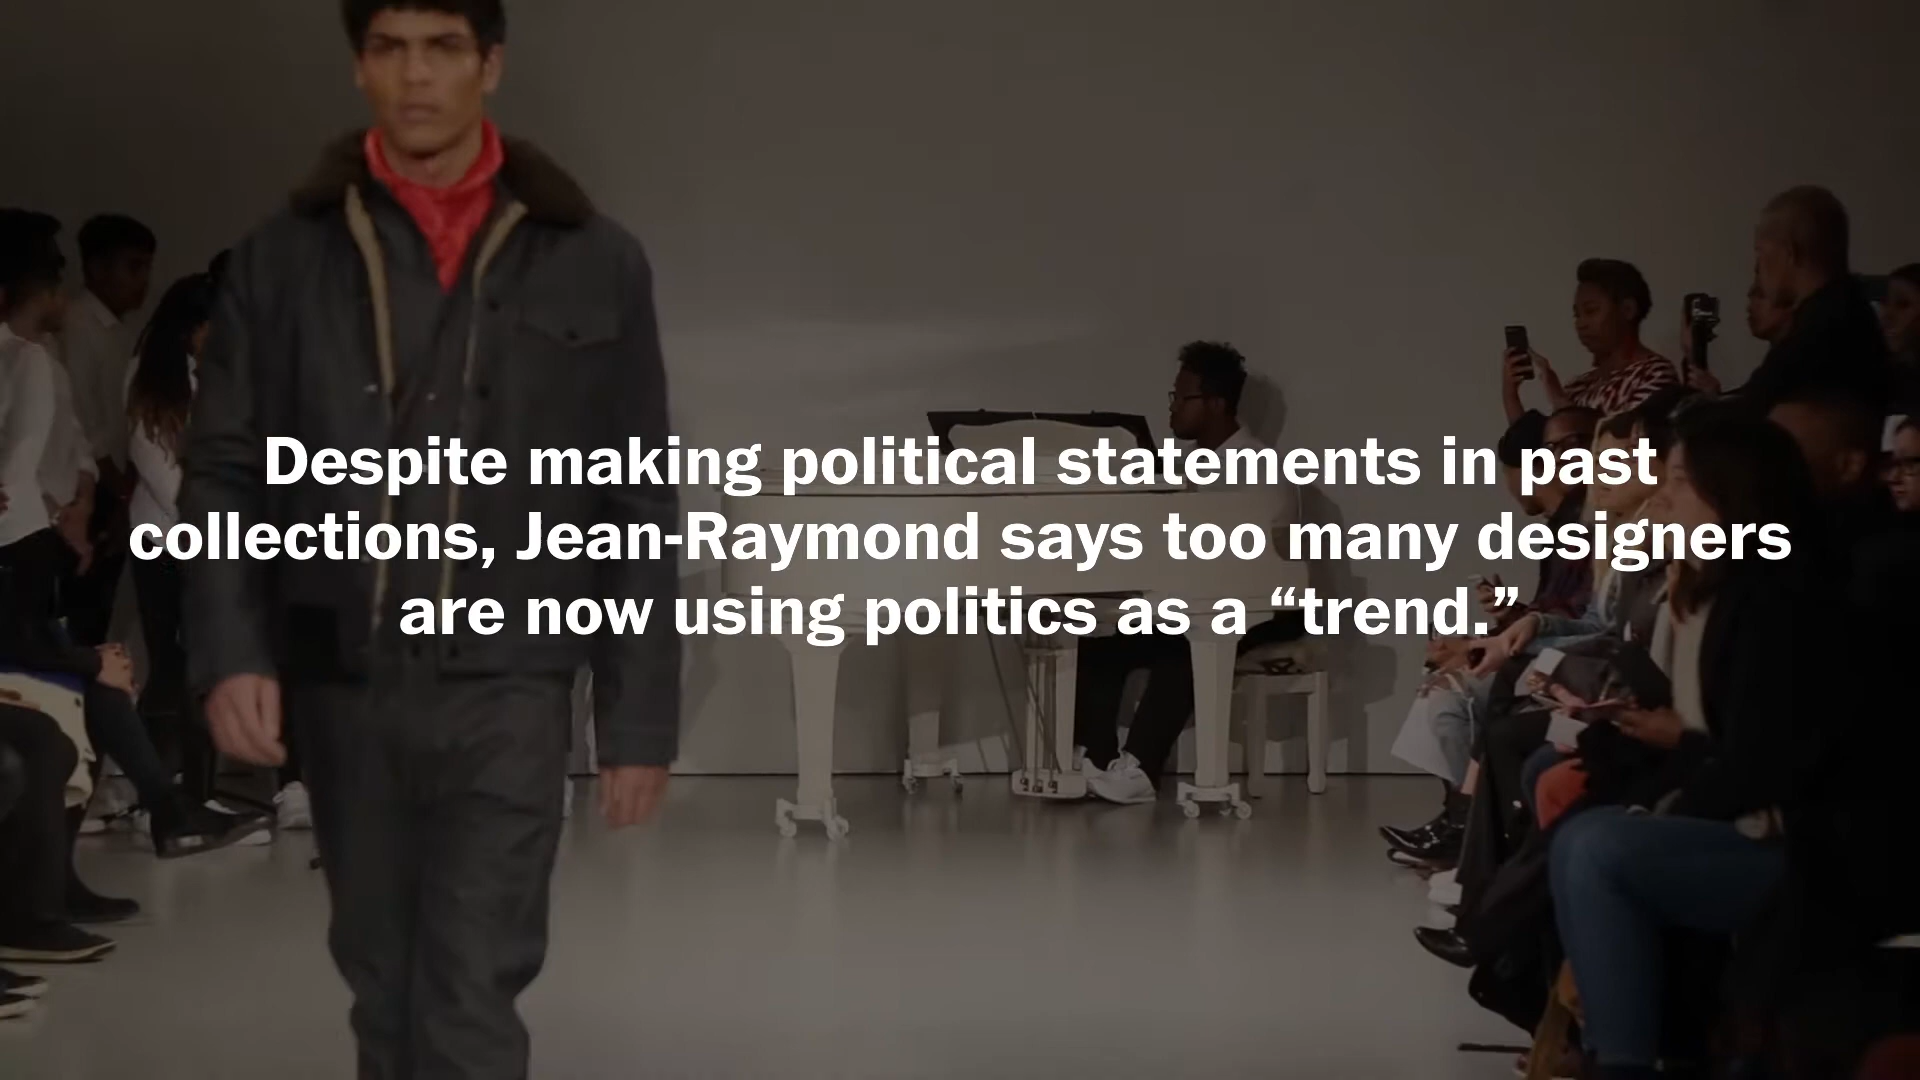 Despite making political statements in past
collections, Jean-Raymond says too many designers
are now using politics as a “trend.”